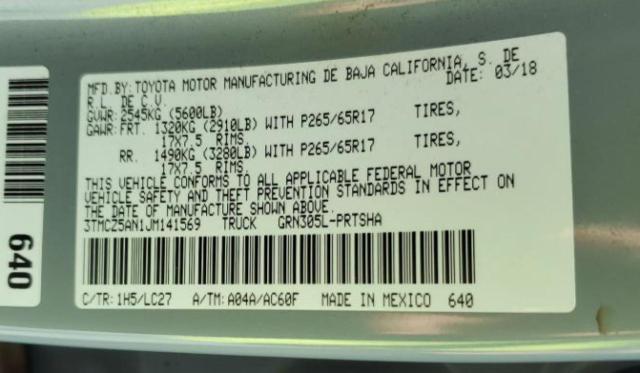 MFD.BY: TOYOTA MOTOR MANUFACTURING DE BAJA CALIFORNIA, S. DE
R.L. DE C.V. DATE: 03/18
GVWR: 2545KG (5600LB)
GAWR: FRT. 1320KG (2910LB) WITH P265/65R17 TIRES,
17X7.5 RIMS,
RR. 1490KG (3280LB) WITH P265/65R17 TIRES,
17X7.5 RIMS.
THIS VEHICLE CONFORMS TO ALL APPLICABLE FEDERAL MOTOR
VEHICLE SAFETY AND THEFT PREVENTION STANDARDS IN EFFECT ON
THE DATE OF MANUFACTURE SHOWN ABOVE.
3TMCZ5AN1JM141569 TRUCK GRN305L-PRTSHA
C/TR: 1H5/LC27 A/TM: A04A/AC60F MADE IN MEXICO 640
640